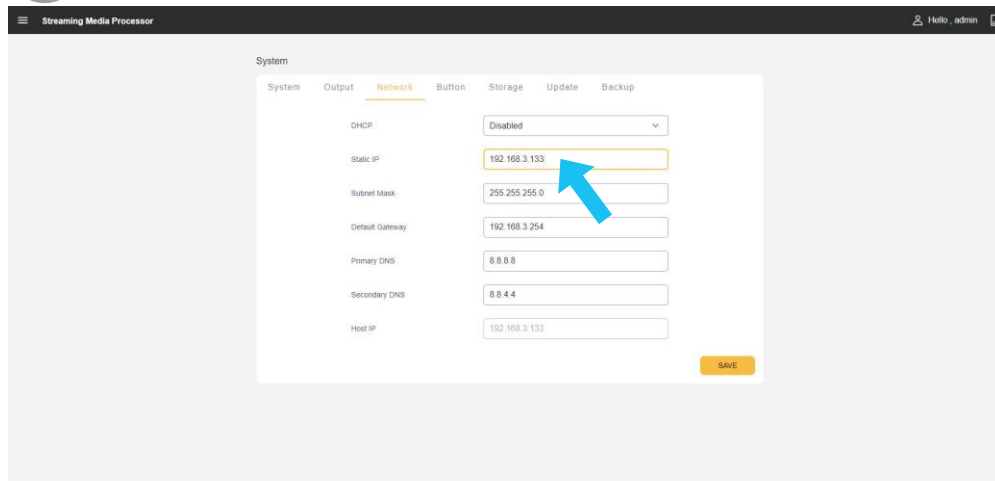 Streaming Media Processor Hello , admin
System
System Output Network Button Storage Update Backup
DHCP Disabled
Static IP 192.168.3.133
Subnet Mask 255.255.255.0
Default Gateway 192.168.3.254
Primary DNS 8.8.8.8
Secondary DNS 8.8.4.4
Host IP 192.168.3.133
SAVE